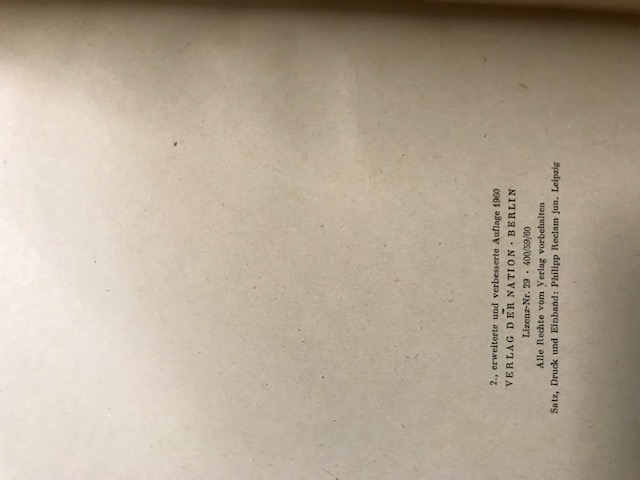 2., erweiterte und verbesserte Auflage 1960
VERLAG DER NATION · BERLIN
Lizenz-Nr. 29 · 400/59/60
Alle Rechte vom Verlag vorbehalten
Satz, Druck und Einband: Philipp Reclam jun. Leipzig